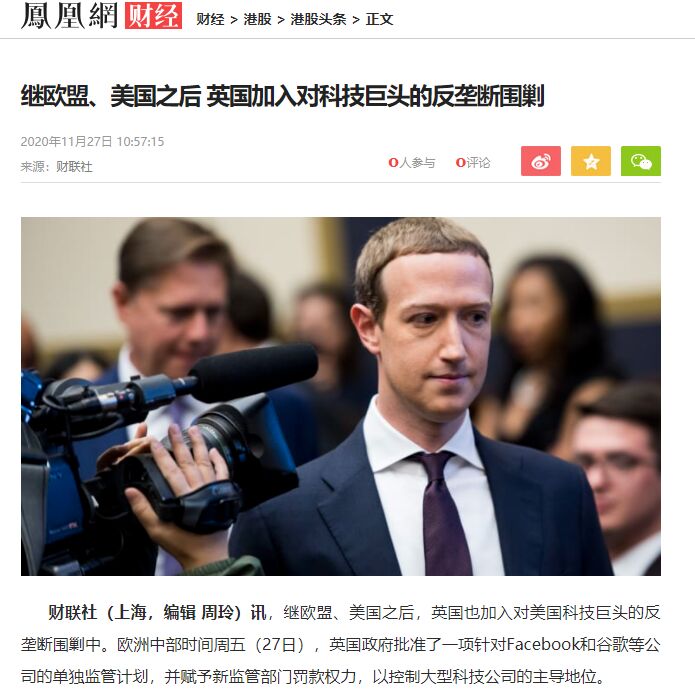 鳳凰網 财经 财经 > 港股 > 港股头条 > 正文
继欧盟、美国之后 英国加入对科技巨头的反垄断围剿
2020年11月27日 10:57:15
来源：财联社
0人参与 0评论
财联社（上海，编辑 周玲）讯，继欧盟、美国之后，英国也加入对美国科技巨头的反
垄断围剿中。欧洲中部时间周五（27日），英国政府批准了一项针对Facebook和谷歌等公
司的单独监管计划，并赋予新监管部门罚款权力，以控制大型科技公司的主导地位。